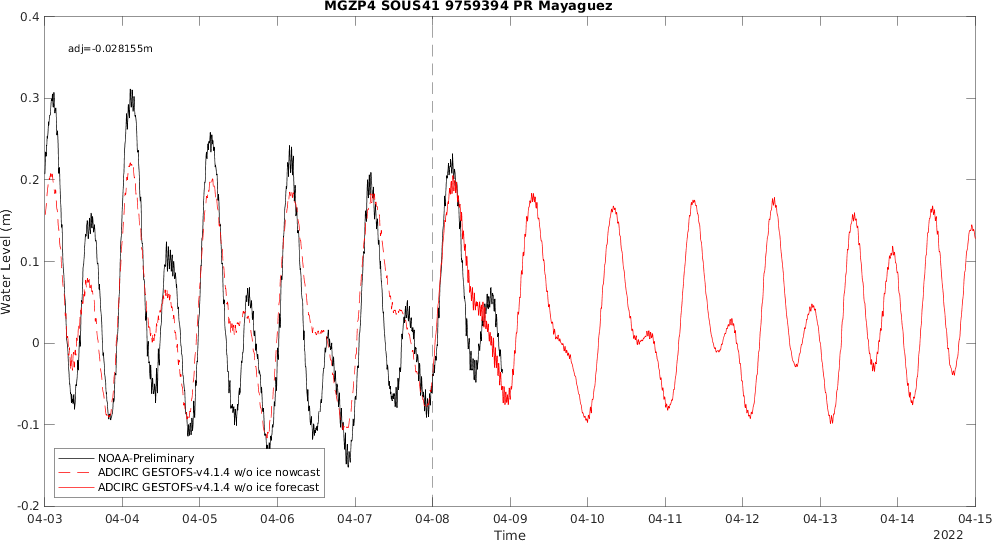 MGZP4 SOUS41 9759394 PR Mayaguez
adj=-0.028155m
0.4
0.3
0.2
0.1
0
-0.1
-0.2
Water Level (m)
NOAA-Preliminary
ADCIRC GESTOFS-v4.1.4 w/o ice nowcast
ADCIRC GESTOFS-v4.1.4 w/o ice forecast
04-03 04-04 04-05 04-06 04-07 04-08 04-09 04-10 04-11 04-12 04-13 04-14 04-15
Time
2022